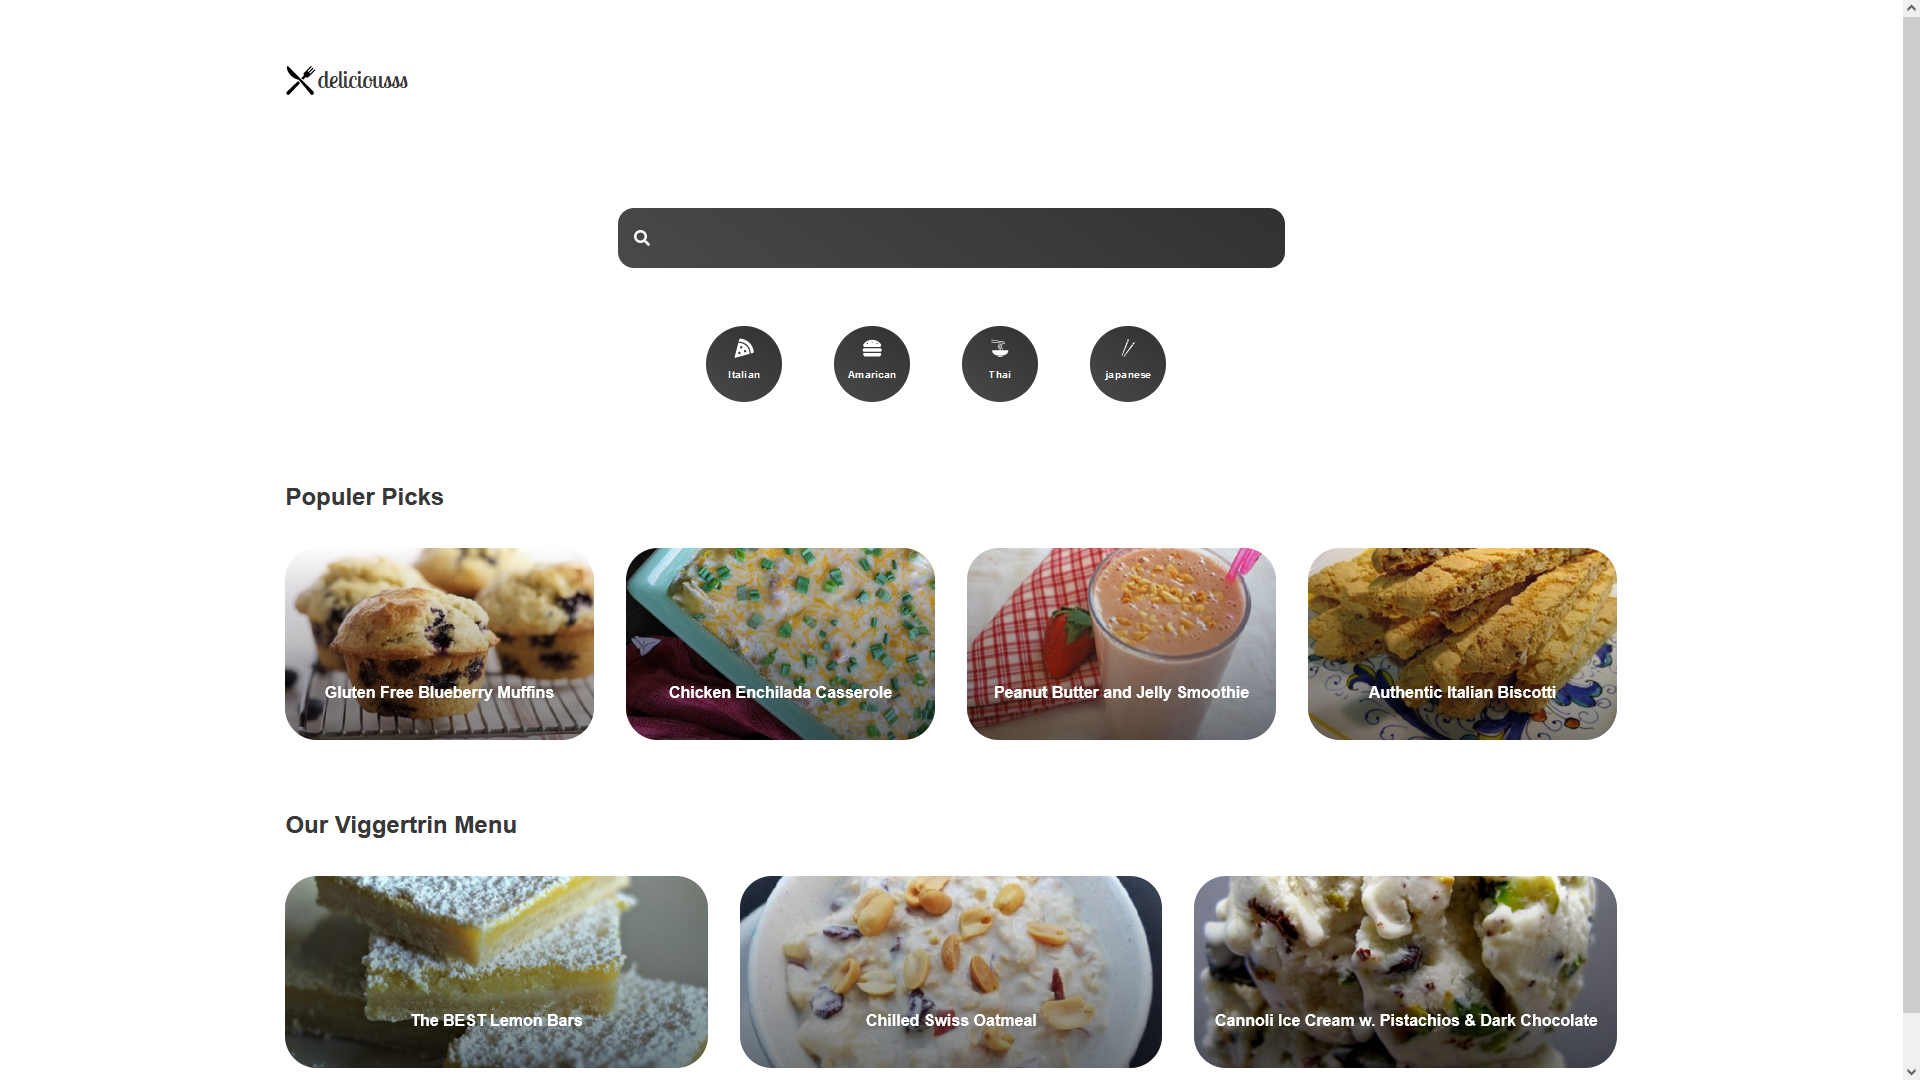 deliciousss
Italian
Amarican
Thai
japanese
Populer Picks
Gluten Free Blueberry Muffins
Chicken Enchilada Casserole
Peanut Butter and Jelly Smoothie
Authentic Italian Biscotti
Our Viggertrin Menu
The BEST Lemon Bars
Chilled Swiss Oatmeal
Cannoli Ice Cream w. Pistachios & Dark Chocolate